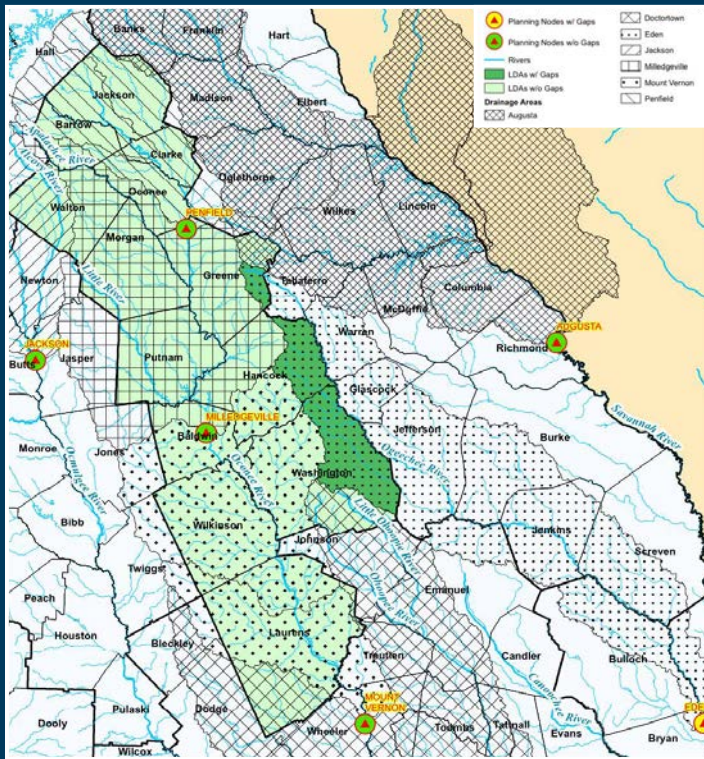 Planning Nodes w/ Gaps
Planning Nodes w/o Gaps
Rivers
LDAs w/ Gaps
LDAs w/o Gaps
Drainage Areas
Augusta
Doctortown
Eden
Jackson
Milledgeville
Mount Vernon
Penfield
Hall
Banks
Franklin
Hart
Jackson
Madison
Elbert
Barrow
Clarke
Apalachee River
Alcovy River
Oconee
Oglethorpe
Wilkes
Lincoln
Walton
PENFIELD
Morgan
Newton
Little River
Greene
Taliaferro
Columbia
McDuffie
Warren
AUGUSTA
Richmond
JACKSON
Butts
Jasper
Putnam
Hancock
Glascock
Savannah River
MILLEDGEVILLE
Baldwin
Jefferson
Burke
Monroe
Jones
Ocmulgee River
Oconee River
Washington
Ogeechee River
Bibb
Wilkinson
Little Ohoopee River
Jenkins
Screven
Johnson
Twiggs
Ohoopee River
Emanuel
Peach
Houston
Bleckley
Laurens
Treutlen
Candler
Bulloch
Canoochee River
Dooly
Pulaski
Dodge
MOUNT
VERNON
Wheeler
Toombs
Tattnall
Evans
Bryan
EDE
Wilcox